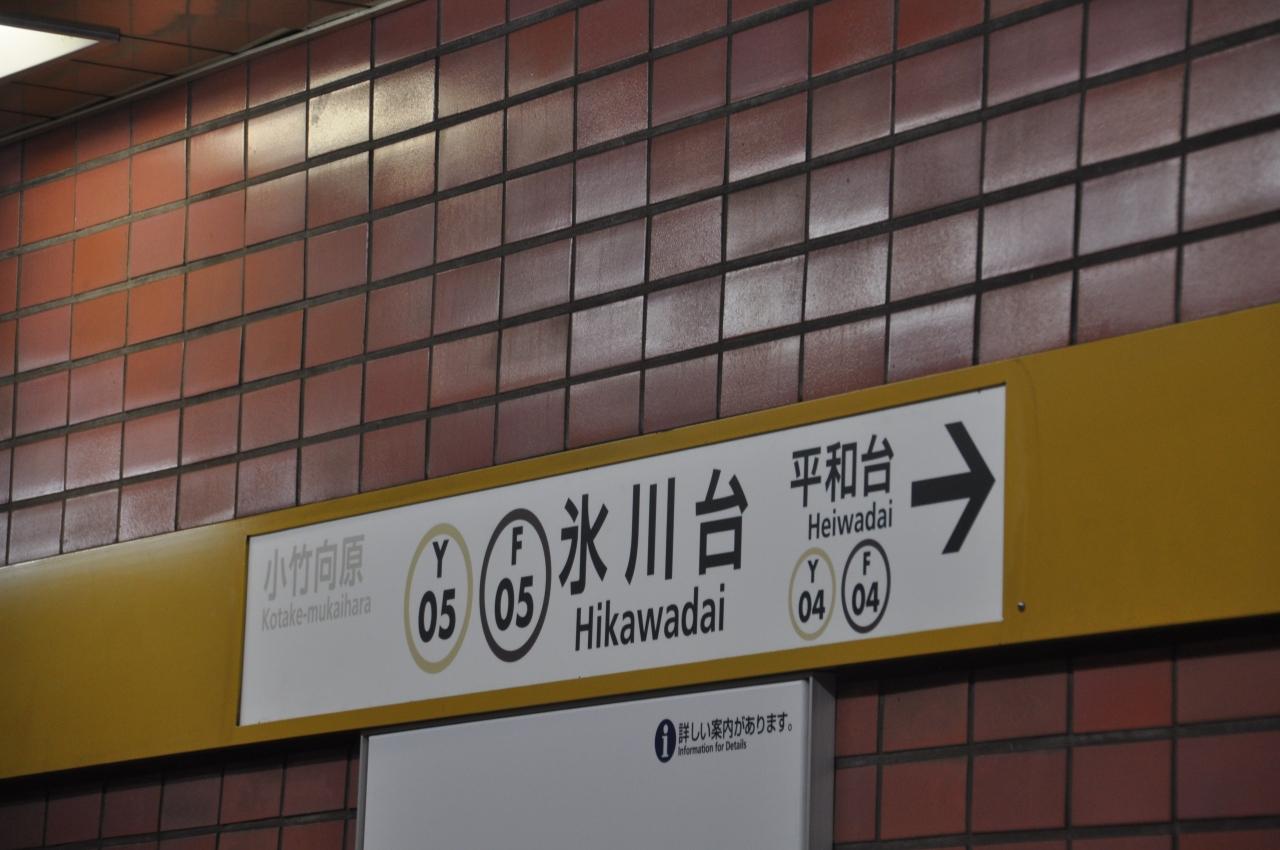 小竹向原
Kotake-mukaihara
Y
05
F
05
氷川台
Hikawadai
平和台
Heiwadai
Y
04
F
04
i 詳しい案内があります。
Information for Details